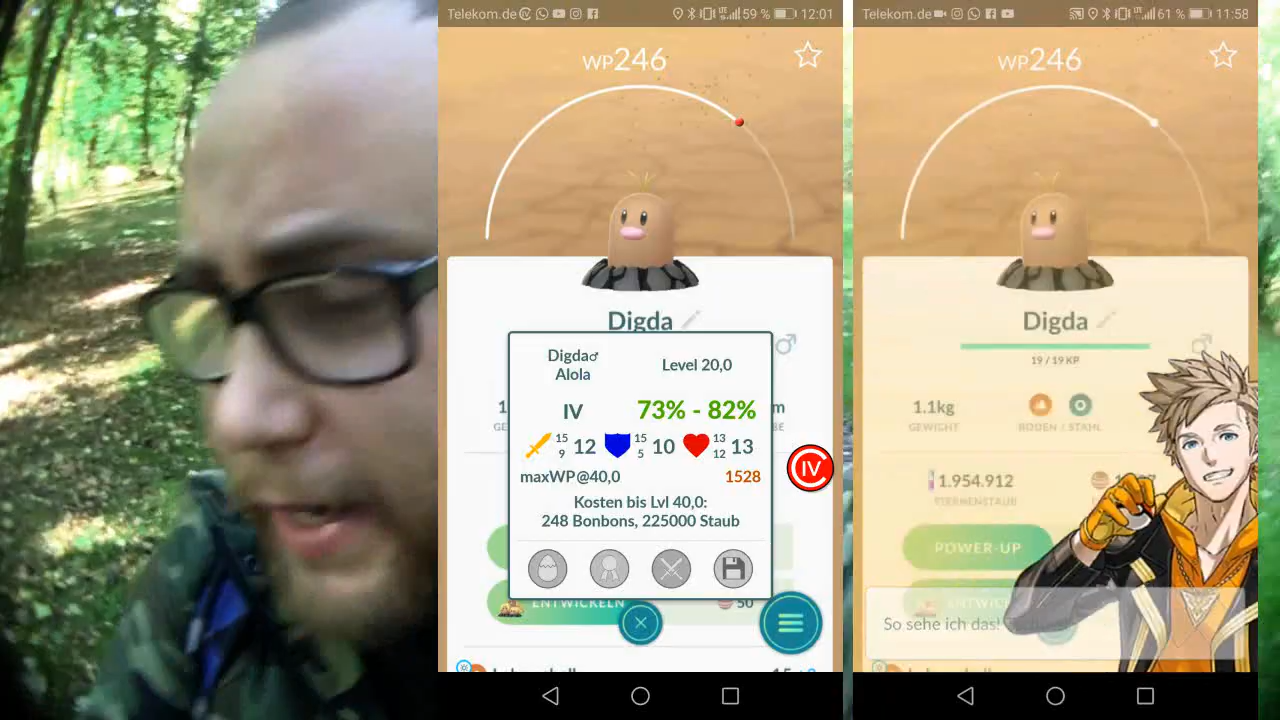 Telekom.de
59 %
12:01
WP246
Digda
Digda♂
Alola
Level 20,0
IV
73% - 82%
15
9
12
15
5
10
13
12
13
maxWP@40,0
1528
Kosten bis Lvl 40,0:
248 Bonbons, 225000 Staub
IV
ENTWICKELN
50
Telekom.de
61 %
11:58
WP246
Digda
19 / 19 KP
1.1kg
GEWICHT
BODEN / STAHL
1.954.912
STERNENSTAUB
POWER-UP
So sehe ich das!